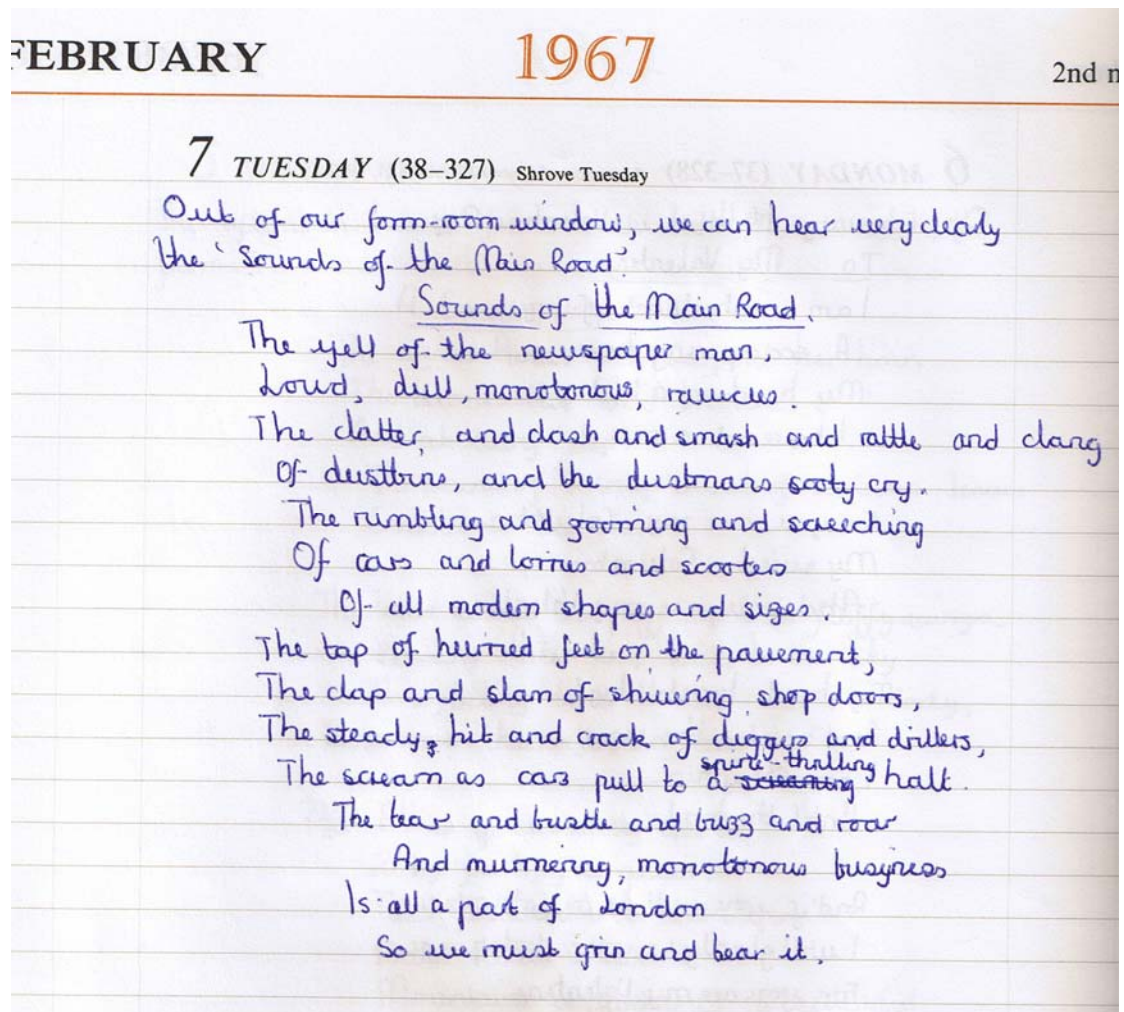 FEBRUARY 1967 2nd m
7 TUESDAY (38–327) Shrove Tuesday
Out of our form room window, we can hear very clearly
the 'Sounds of the Main Road'.
Sounds of the Main Road.
The yell of the newspaper man,
Loud, dull, monotonous, raucus.
The clatter, and clash and smash and rattle and clang
Of dustbins, and the dustmans sooty cry.
The rumbling and zooming and screeching
Of cars and lorries and scooters
Of all modern shapes and sizes.
The tap of hurried feet on the pavement,
The clap and slam of shuvving shop doors,
The steady, hit and crack of diggers and drillers,
The scream as cars pull to a screaming spine-thrilling halt.
The tear and bustle and buzz and roar
And murmering, monotonous busyness
Is all a part of London
So we must grin and bear it.